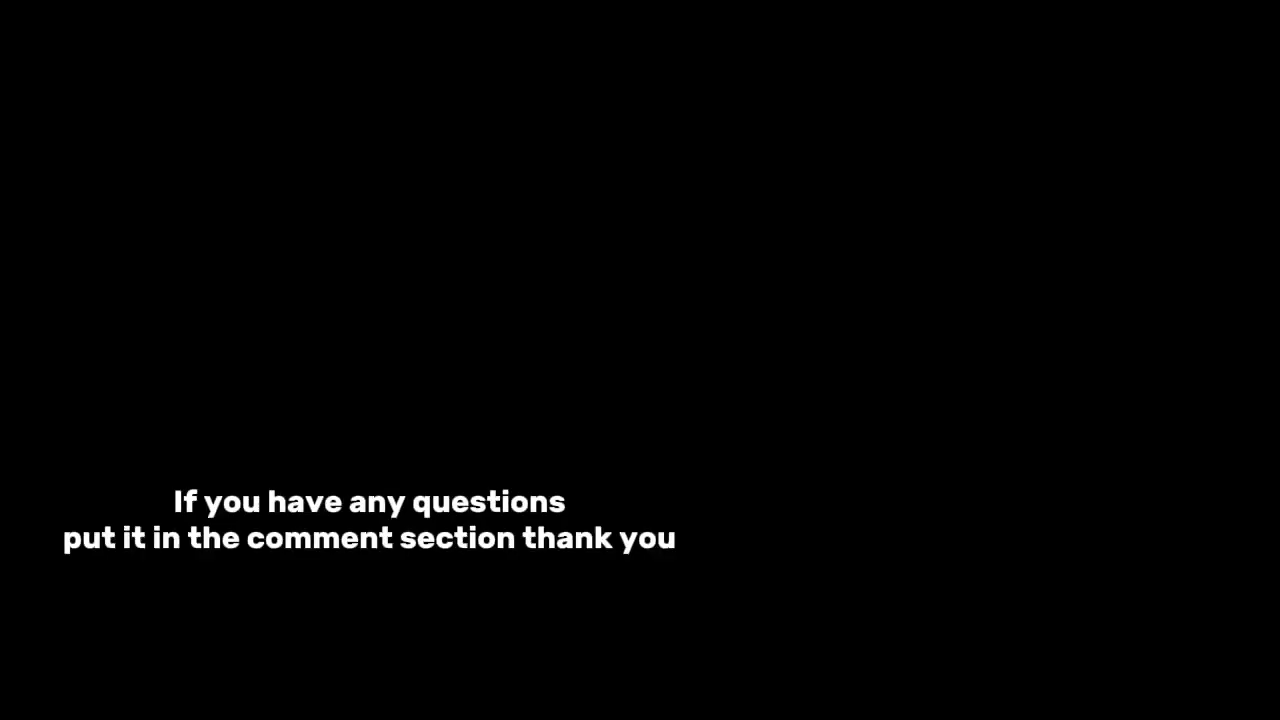 If you have any questions
put it in the comment section thank you